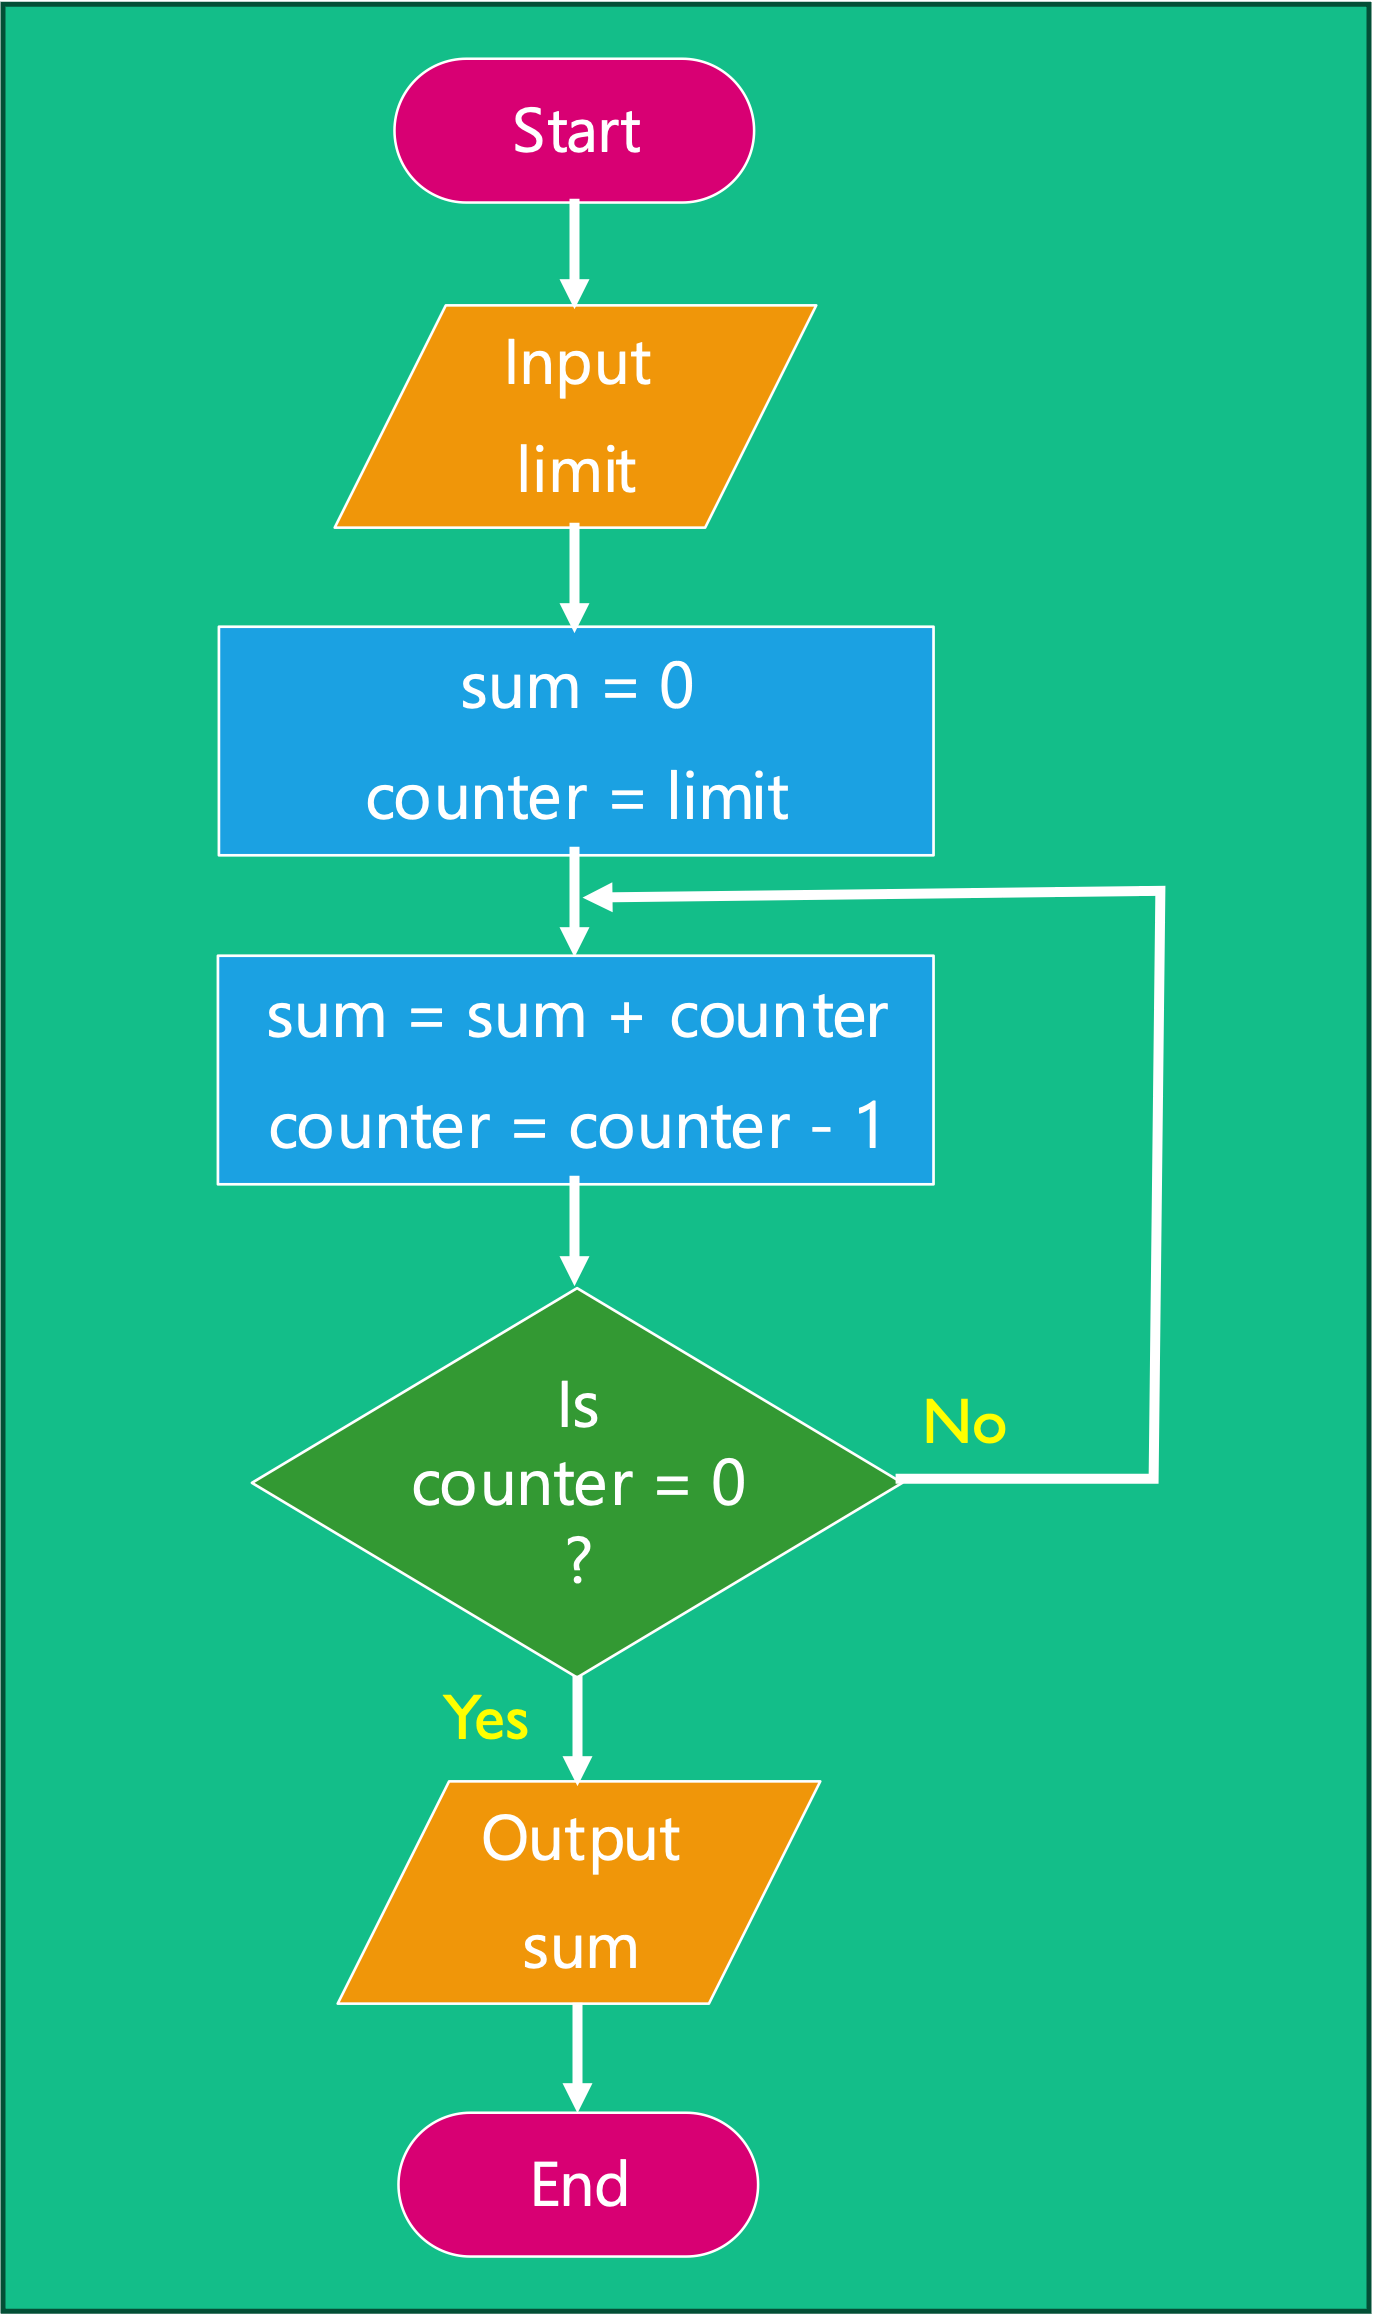 Start
Input
limit
sum = 0
counter = limit
sum = sum + counter
counter = counter - 1
Is
counter = 0
?
No
Yes
Output
sum
End